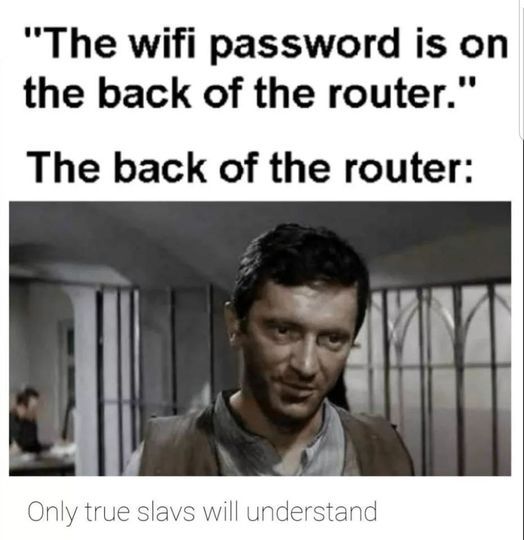 "The wifi password is on
the back of the router."
The back of the router:
Only true slavs will understand